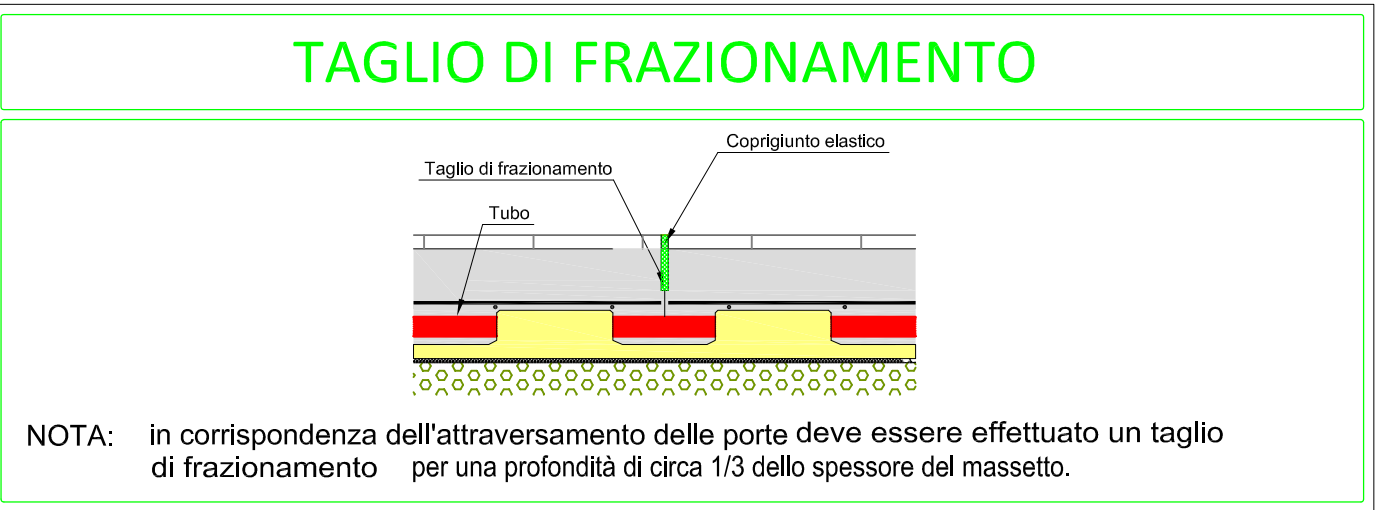 TAGLIO DI FRAZIONAMENTO
Coprigiunto elastico
Taglio di frazionamento
Tubo
NOTA: in corrispondenza dell'attraversamento delle porte deve essere effettuato un taglio
di frazionamento per una profondità di circa 1/3 dello spessore del massetto.